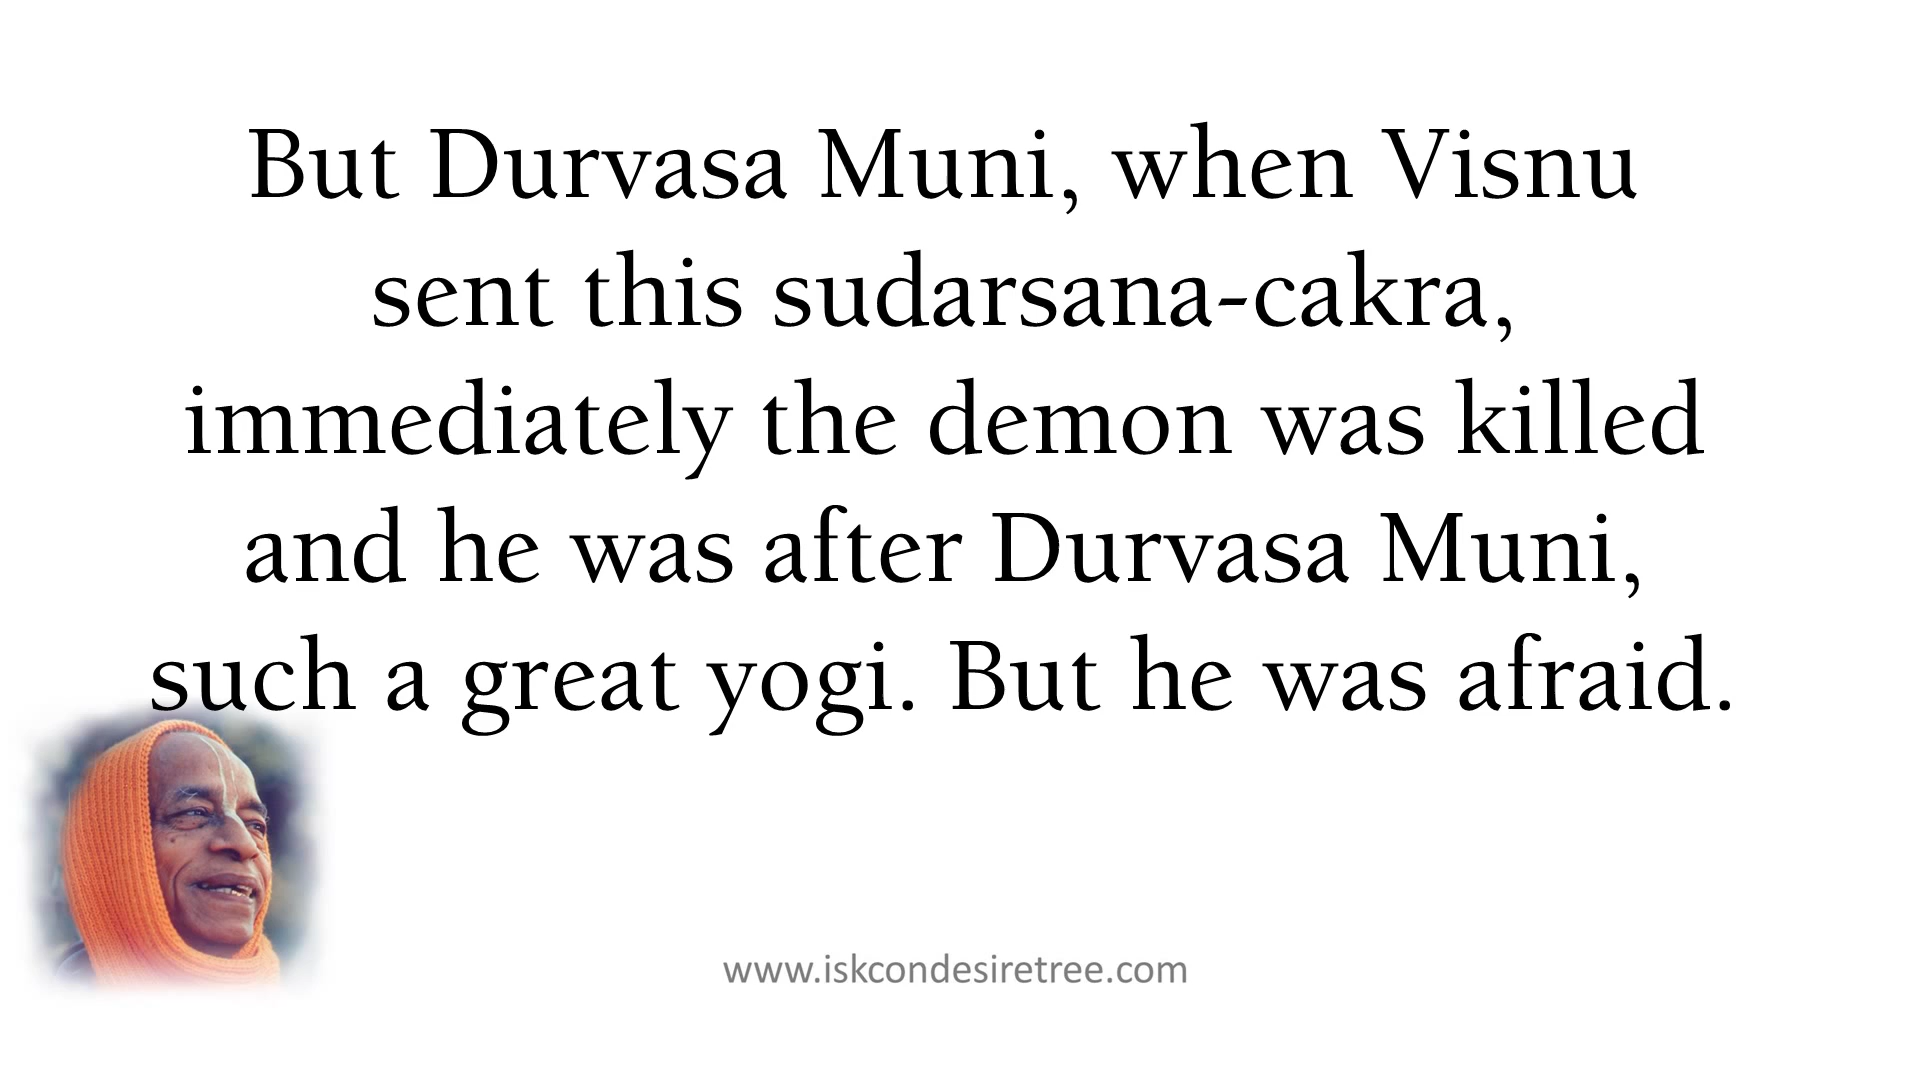 But Durvasa Muni, when Visnu
sent this sudarsana-cakra,
immediately the demon was killed
and he was after Durvasa Muni,
such a great yogi. But he was afraid.
www.iskcondesiretree.com